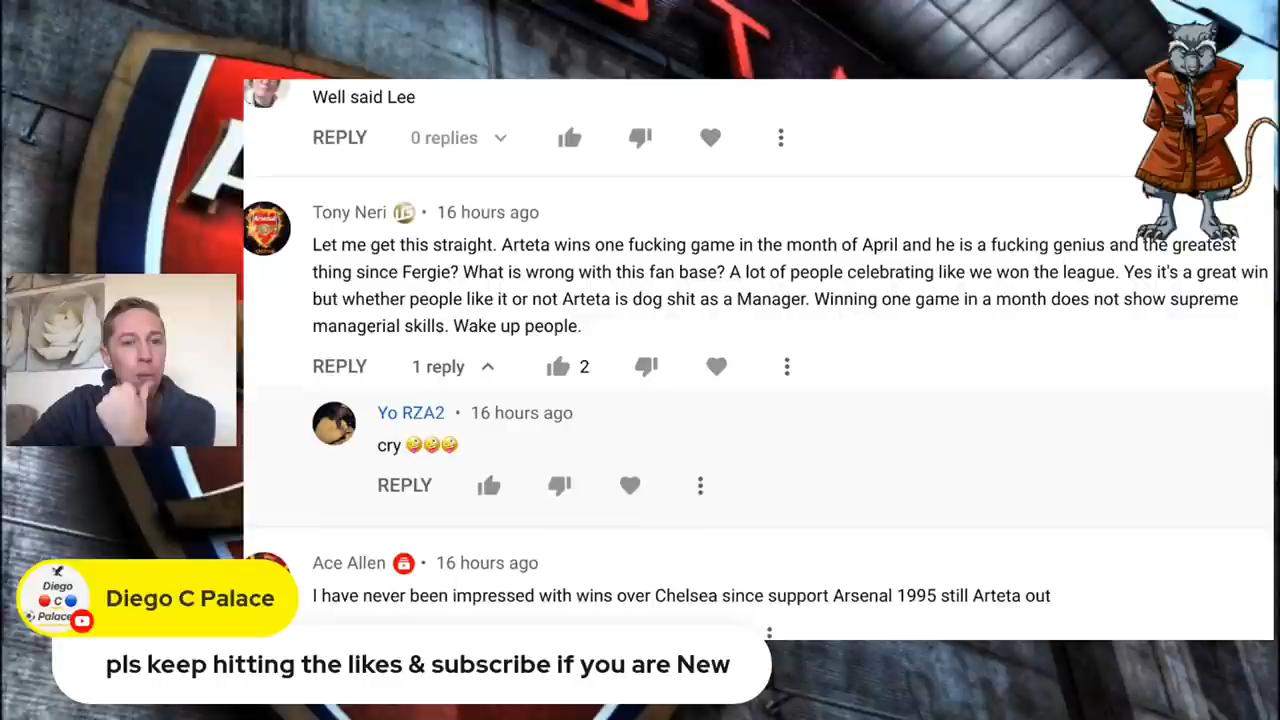 ST
A
Well said Lee
REPLY 0 replies
Tony Neri • 16 hours ago
Let me get this straight. Arteta wins one fucking game in the month of April and he is a fucking genius and the greatest
thing since Fergie? What is wrong with this fan base? A lot of people celebrating like we won the league. Yes it's a great win
but whether people like it or not Arteta is dog shit as a Manager. Winning one game in a month does not show supreme
managerial skills. Wake up people.
REPLY 1 reply 2
Yo RZA2 • 16 hours ago
cry 🤪🤪🤪
REPLY
Ace Allen • 16 hours ago
I have never been impressed with wins over Chelsea since support Arsenal 1995 still Arteta out
Diego
C
Palace
Diego C Palace
pls keep hitting the likes & subscribe if you are New